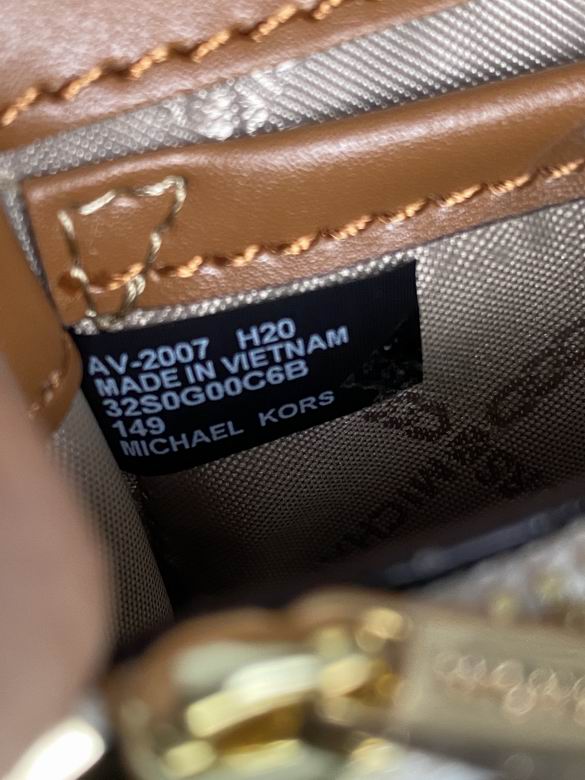 AV-2007 H20
MADE IN VIETNAM
32S0G00C6B
149
MICHAEL KORS